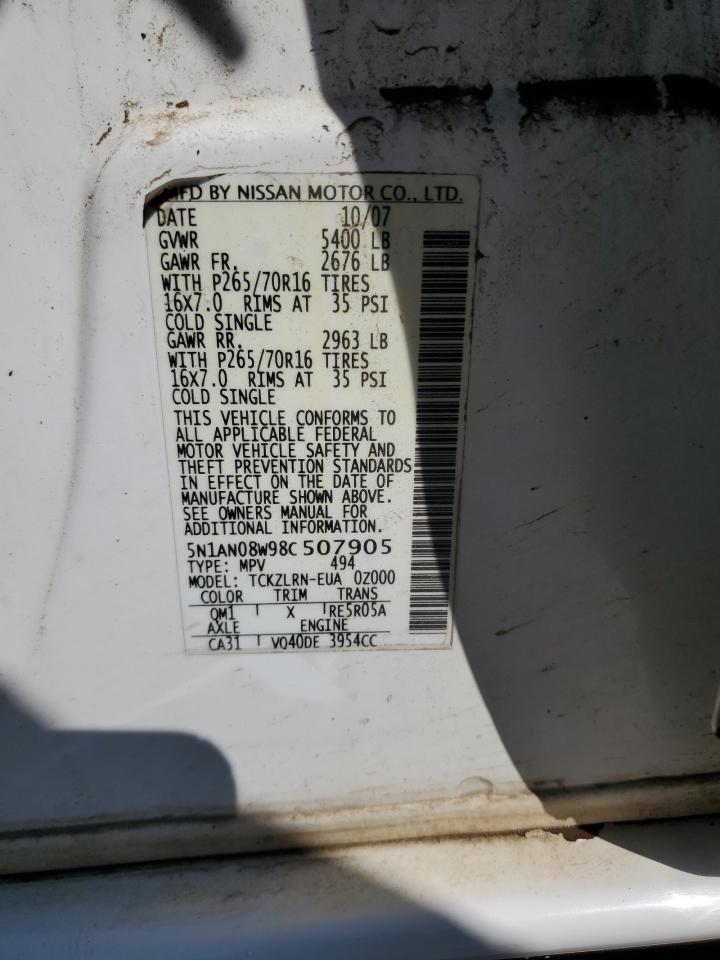 MFD BY NISSAN MOTOR CO., LTD.
DATE 10/07
GVWR 5400 LB
GAWR FR. 2676 LB
WITH P265/70R16 TIRES
16X7.0 RIMS AT 35 PSI
COLD SINGLE
GAWR RR. 2963 LB
WITH P265/70R16 TIRES
16X7.0 RIMS AT 35 PSI
COLD SINGLE
THIS VEHICLE CONFORMS TO
ALL APPLICABLE FEDERAL
MOTOR VEHICLE SAFETY AND
THEFT PREVENTION STANDARDS
IN EFFECT ON THE DATE OF
MANUFACTURE SHOWN ABOVE.
SEE OWNERS MANUAL FOR
ADDITIONAL INFORMATION.
5N1AN08W98C 507905
TYPE: MPV 494
MODEL: TCKZLRN-EUA 0Z000
COLOR TRIM TRANS
QM1 X RE5R05A
AXLE ENGINE
CA31 VQ40DE 3954CC